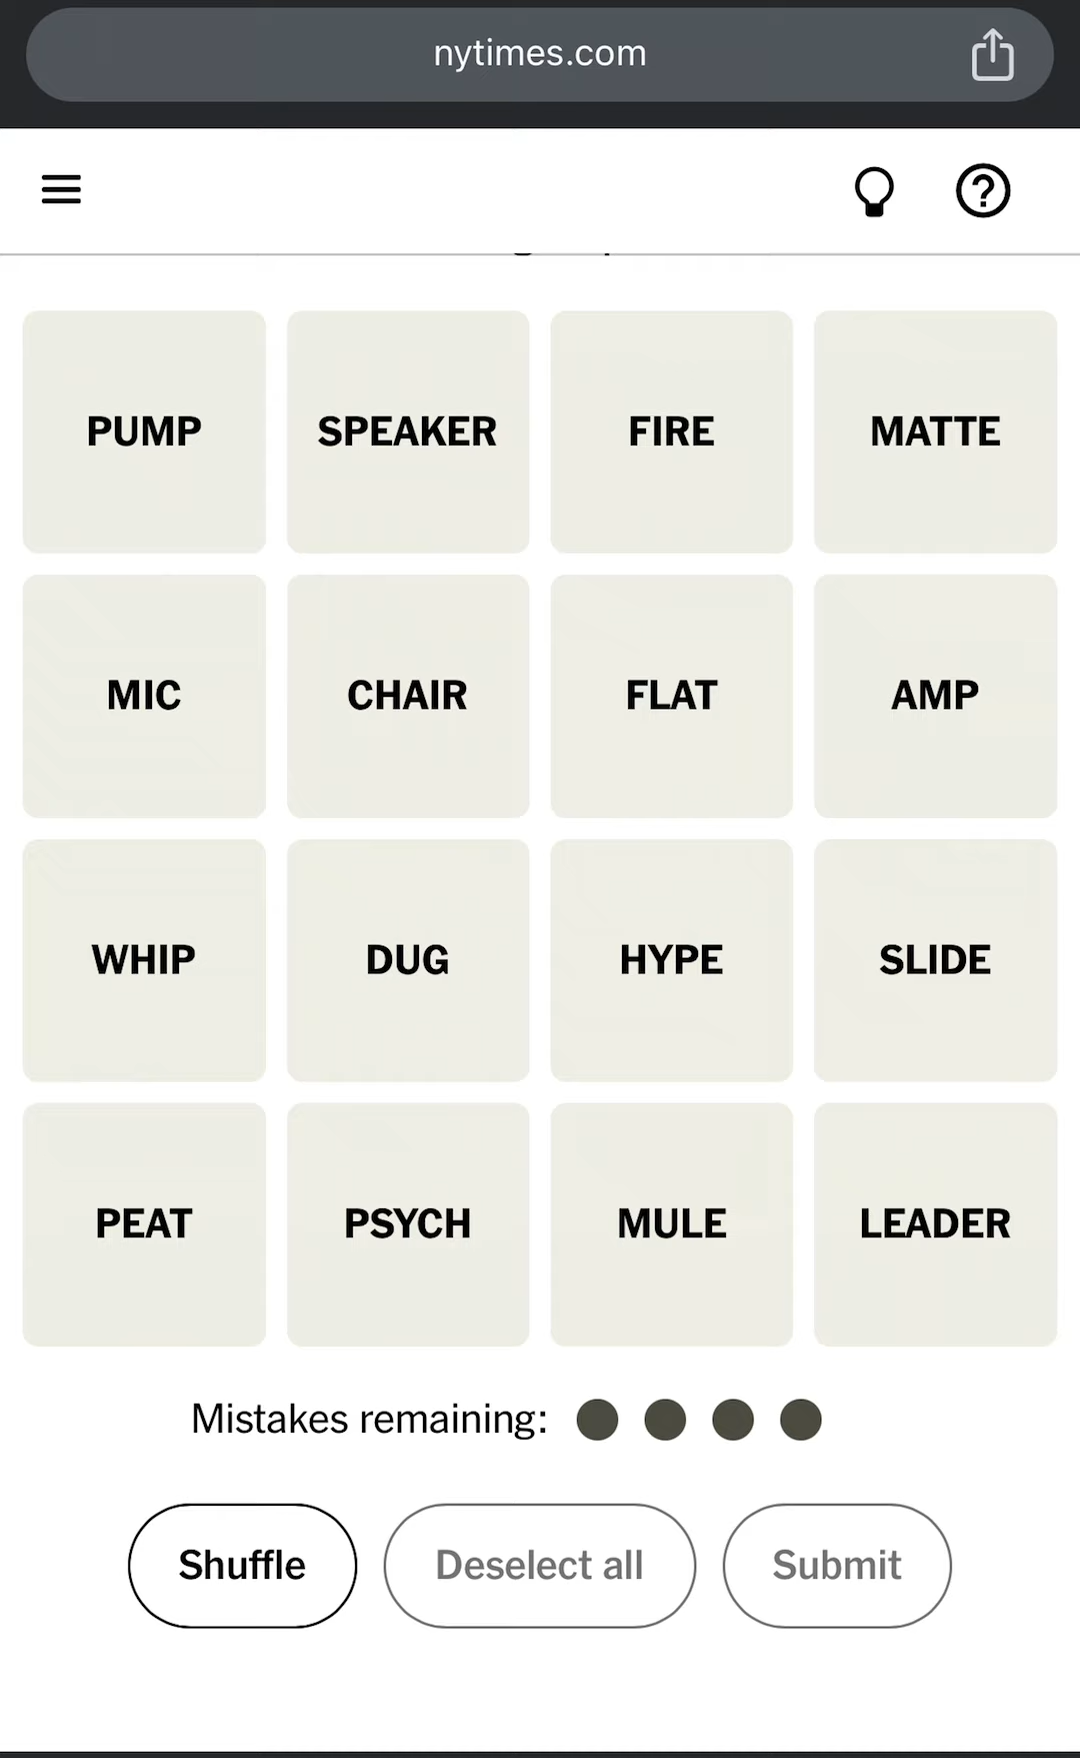 nytimes.com
PUMP SPEAKER FIRE MATTE
MIC CHAIR FLAT AMP
WHIP DUG HYPE SLIDE
PEAT PSYCH MULE LEADER
Mistakes remaining:
Shuffle Deselect all Submit